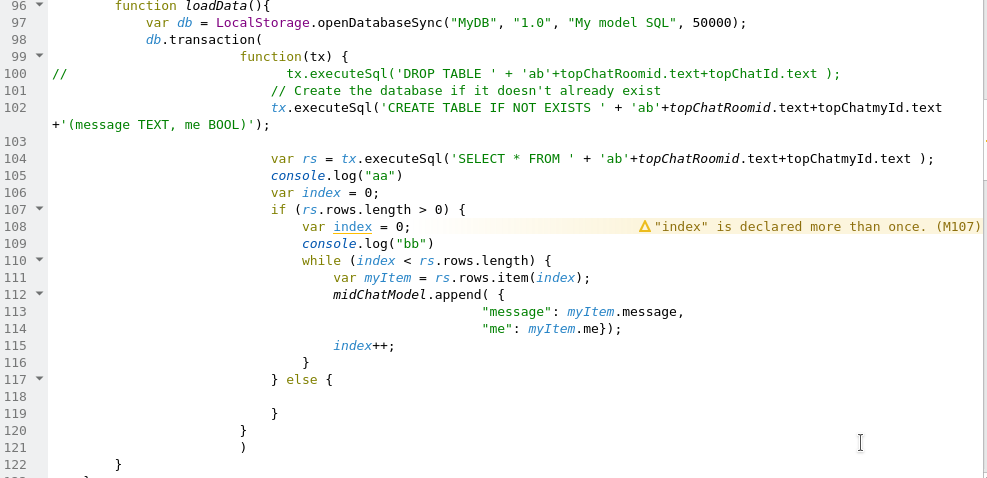 96 function loadData(){
97 var db = LocalStorage.openDatabaseSync("MyDB", "1.0", "My model SQL", 50000);
98 db.transaction(
99 function(tx) {
100 // tx.executeSql('DROP TABLE ' + 'ab'+topChatRoomid.text+topChatId.text );
101 // Create the database if it doesn't already exist
102 tx.executeSql('CREATE TABLE IF NOT EXISTS ' + 'ab'+topChatRoomid.text+topChatmyId.text
+'(message TEXT, me BOOL)');
103
104 var rs = tx.executeSql('SELECT * FROM ' + 'ab'+topChatRoomid.text+topChatmyId.text );
105 console.log("aa")
106 var index = 0;
107 if (rs.rows.length > 0) {
108 var index = 0; "index" is declared more than once. (M107)
109 console.log("bb")
110 while (index < rs.rows.length) {
111 var myItem = rs.rows.item(index);
112 midChatModel.append( {
113 "message": myItem.message,
114 "me": myItem.me});
115 index++;
116 }
117 } else {
118
119 }
120 }
121 )
122 }